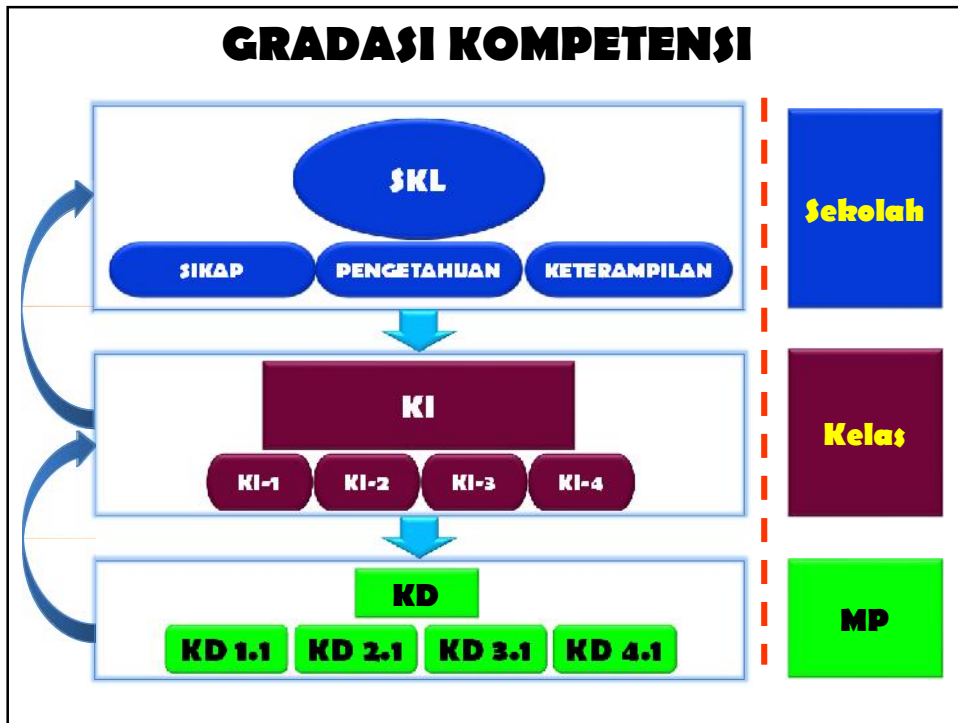 GRADASI KOMPETENSI
SKL
SIKAP
PENGETAHUAN
KETERAMPILAN
Sekolah
KI
KI-1
KI-2
KI-3
KI-4
Kelas
KD
KD 1.1
KD 2.1
KD 3.1
KD 4.1
MP